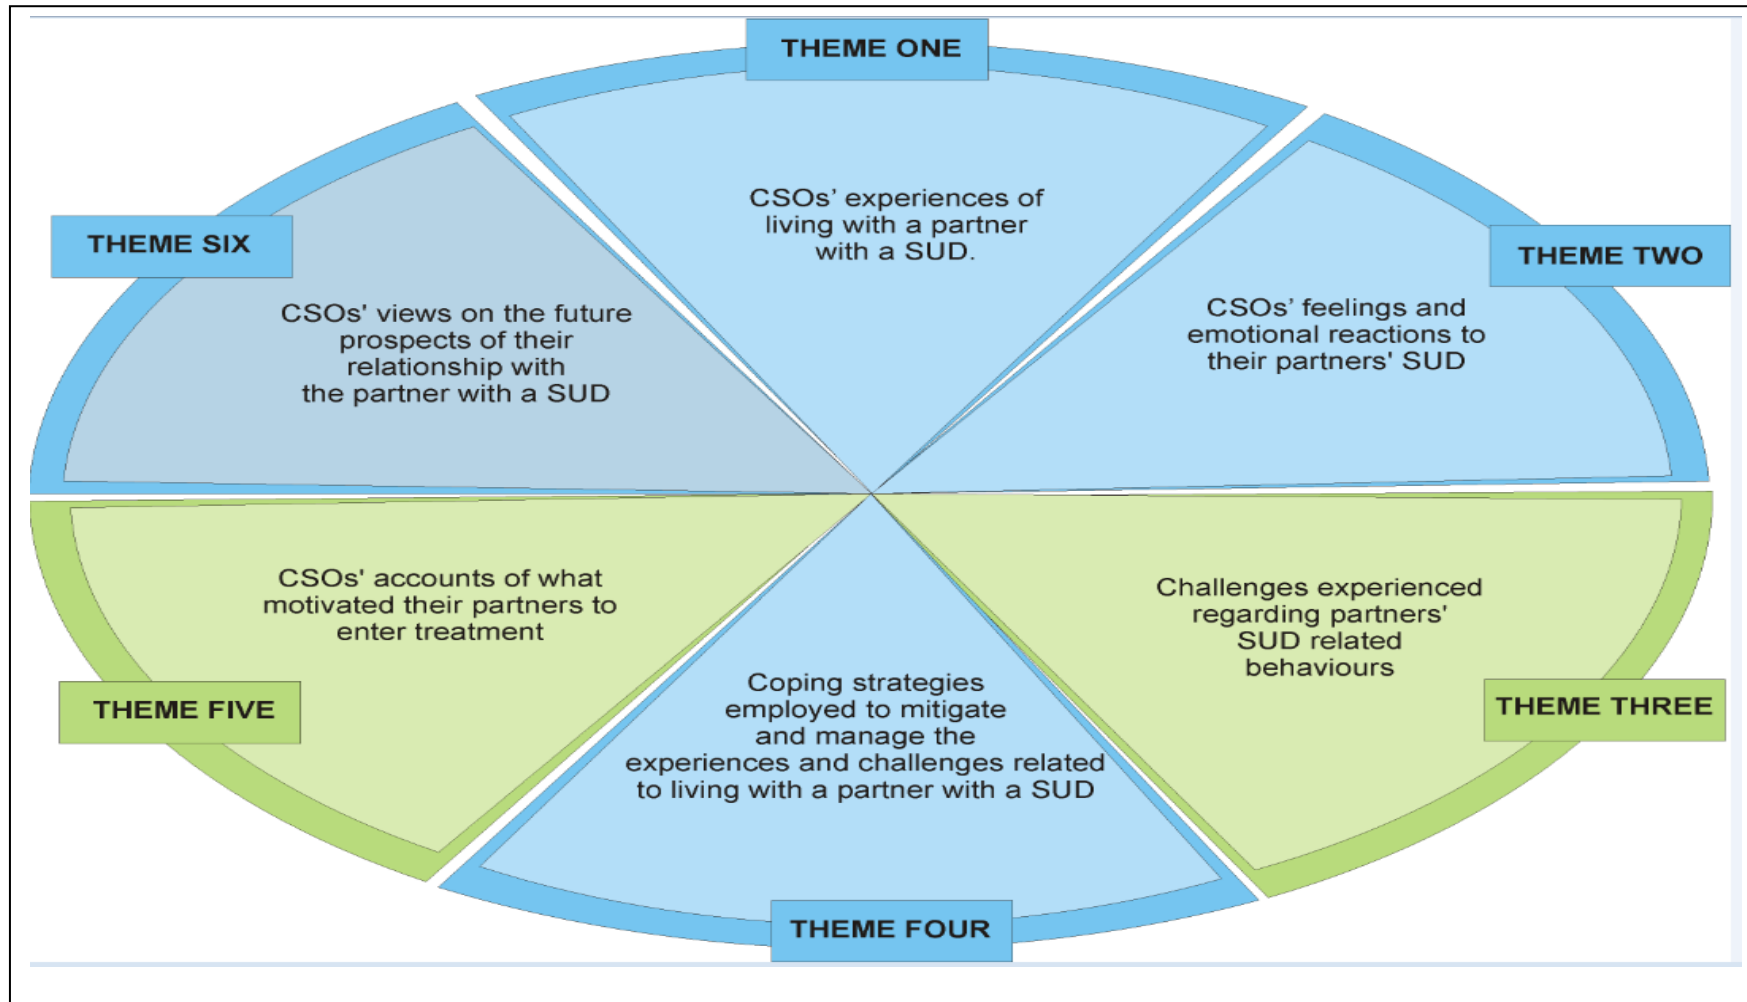 THEME ONE
CSOs’ experiences of
living with a partner
with a SUD.
THEME TWO
CSOs’ feelings and
emotional reactions to
their partners' SUD
THEME THREE
Challenges experienced
regarding partners'
SUD related
behaviours
THEME FOUR
Coping strategies
employed to mitigate
and manage the
experiences and challenges related
to living with a partner with a SUD
THEME FIVE
CSOs' accounts of what
motivated their partners to
enter treatment
THEME SIX
CSOs' views on the future
prospects of their
relationship with
the partner with a SUD